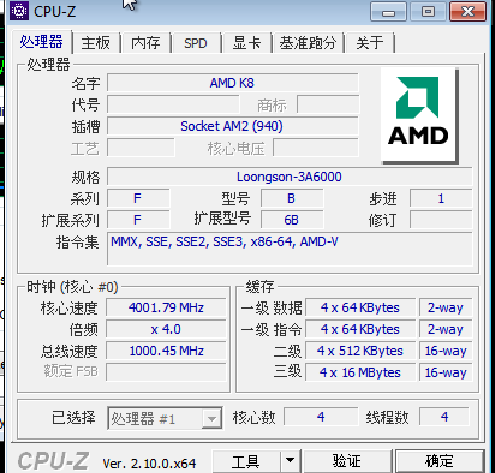 CPU-Z
处理器 主板 内存 SPD 显卡 基准跑分 关于
处理器
名字 AMD K8
代号 商标
插槽 Socket AM2 (940)
工艺 核心电压
AMD
规格 Loongson-3A6000
系列 F 型号 B 步进 1
扩展系列 F 扩展型号 6B 修订
指令集 MMX, SSE, SSE2, SSE3, x86-64, AMD-V
时钟 (核心 #0)
核心速度 4001.79 MHz
倍频 x 4.0
总线速度 1000.45 MHz
额定 FSB
缓存
一级 数据 4 x 64 KBytes 2-way
一级 指令 4 x 64 KBytes 2-way
二级 4 x 512 KBytes 16-way
三级 4 x 16 MBytes 16-way
已选择 处理器 #1 核心数 4 线程数 4
CPU-Z Ver. 2.10.0.x64 工具 验证 确定